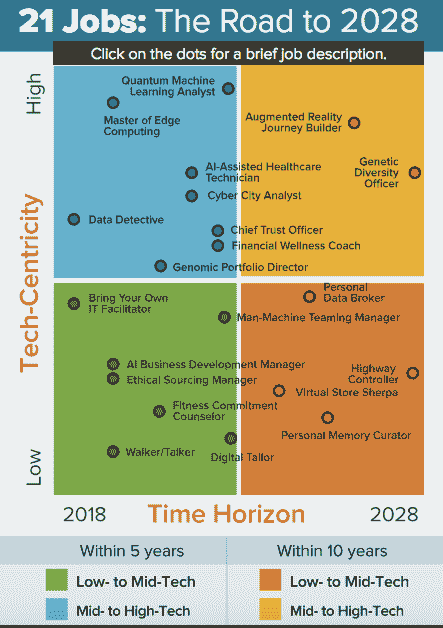 21 Jobs: The Road to 2028
Click on the dots for a brief job description.
High
Tech-Centricity
Low
Quantum Machine
Learning Analyst
Master of Edge
Computing
Augmented Reality
Journey Builder
AI-Assisted Healthcare
Technician
Genetic
Diversity
Officer
Cyber City Analyst
Data Detective
Chief Trust Officer
Financial Wellness Coach
Genomic Portfolio Director
Bring Your Own
IT Facilitator
Personal
Data Broker
Man-Machine Teaming Manager
AI Business Development Manager
Ethical Sourcing Manager
Highway
Controller
Virtual Store Sherpa
Fitness Commitment
Counselor
Personal Memory Curator
Walker/Talker
Digital Tailor
2018
Time Horizon
2028
Within 5 years
Within 10 years
Low- to Mid-Tech
Low- to Mid-Tech
Mid- to High-Tech
Mid- to High-Tech